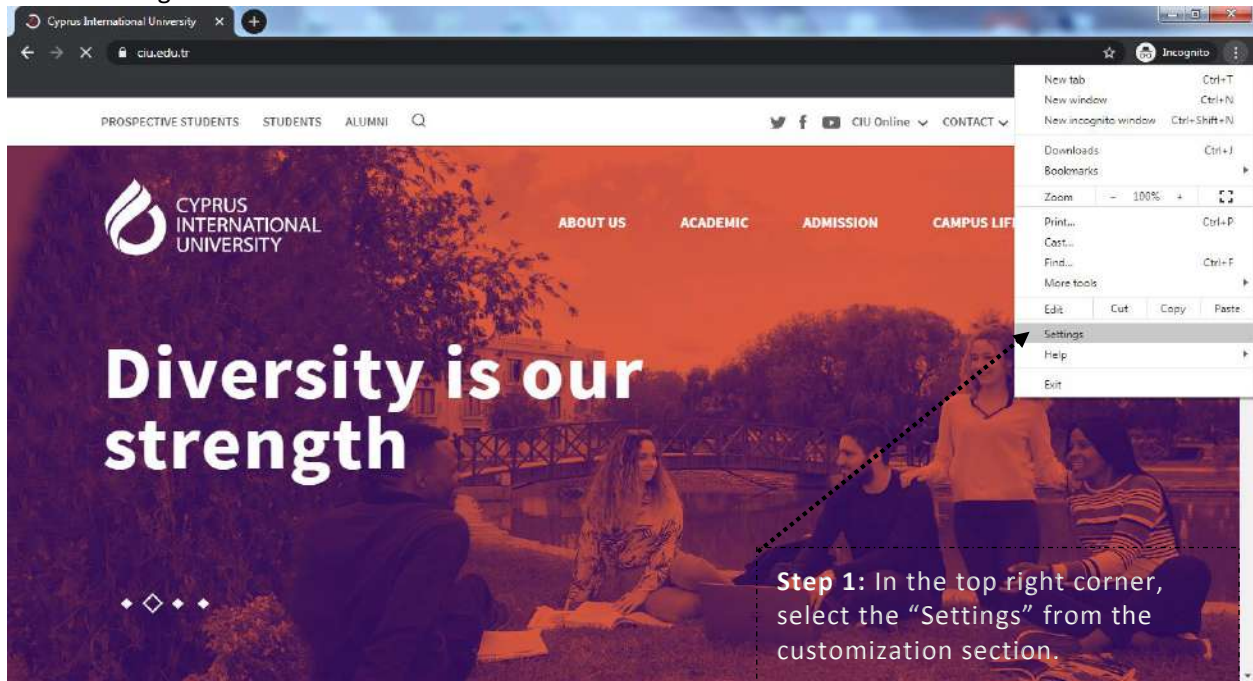 Cyprus International University
ciu.edu.tr
Incognito
PROSPECTIVE STUDENTS STUDENTS ALUMNI
CIU Online CONTACT
CYPRUS
INTERNATIONAL
UNIVERSITY
ABOUT US ACADEMIC ADMISSION CAMPUS LIF
Diversity is our
strength
New tab Ctrl+T
New window Ctrl+N
New incognito window Ctrl+Shift+N
Downloads Ctrl+J
Bookmarks
Zoom - 100% +
Print... Ctrl+P
Cast...
Find... Ctrl+F
More tools
Edit Cut Copy Paste
Settings
Help
Exit
Step 1: In the top right corner,
select the “Settings” from the
customization section.